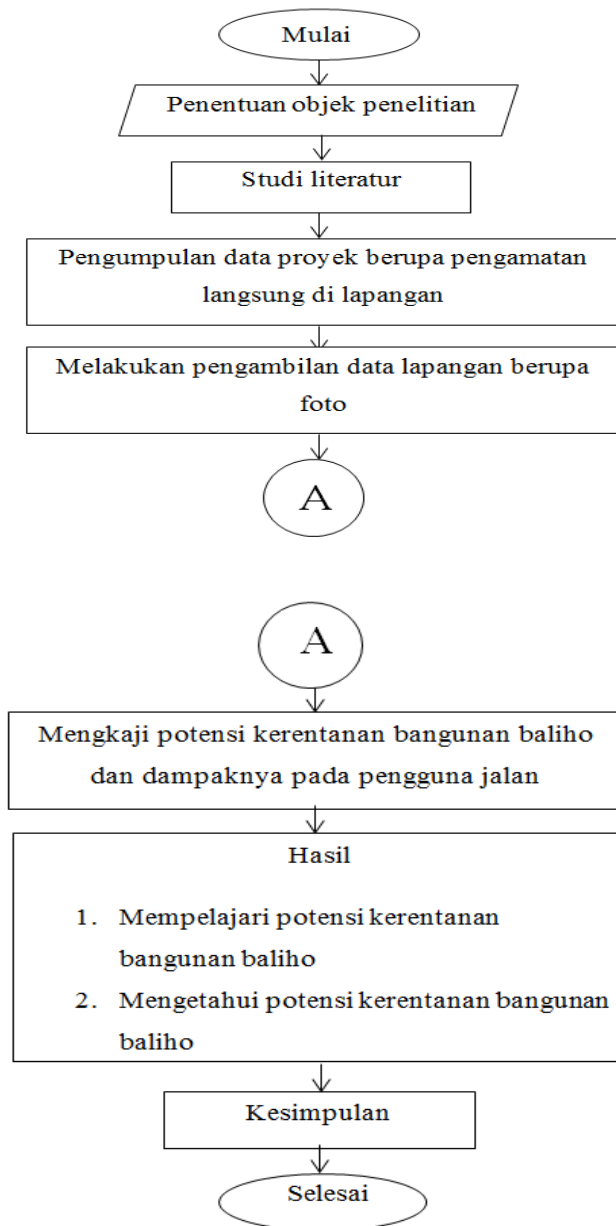 Mulai
Penentuan objek penelitian
Studi literatur
Pengumpulan data proyek berupa pengamatan
langsung di lapangan
Melakukan pengambilan data lapangan berupa
foto
A
A
Mengkaji potensi kerentanan bangunan baliho
dan dampaknya pada pengguna jalan
Hasil
1. Mempelajari potensi kerentanan
bangunan baliho
2. Mengetahui potensi kerentanan bangunan
baliho
Kesimpulan
Selesai